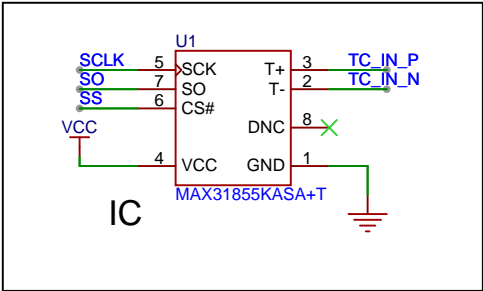 U1
SCLK 5 SCK T+ 3 TC_IN_P
SO 7 SO T- 2 TC_IN_N
SS 6 CS#
VCC DNC 8
4 VCC GND 1
MAX31855KASA+T
IC